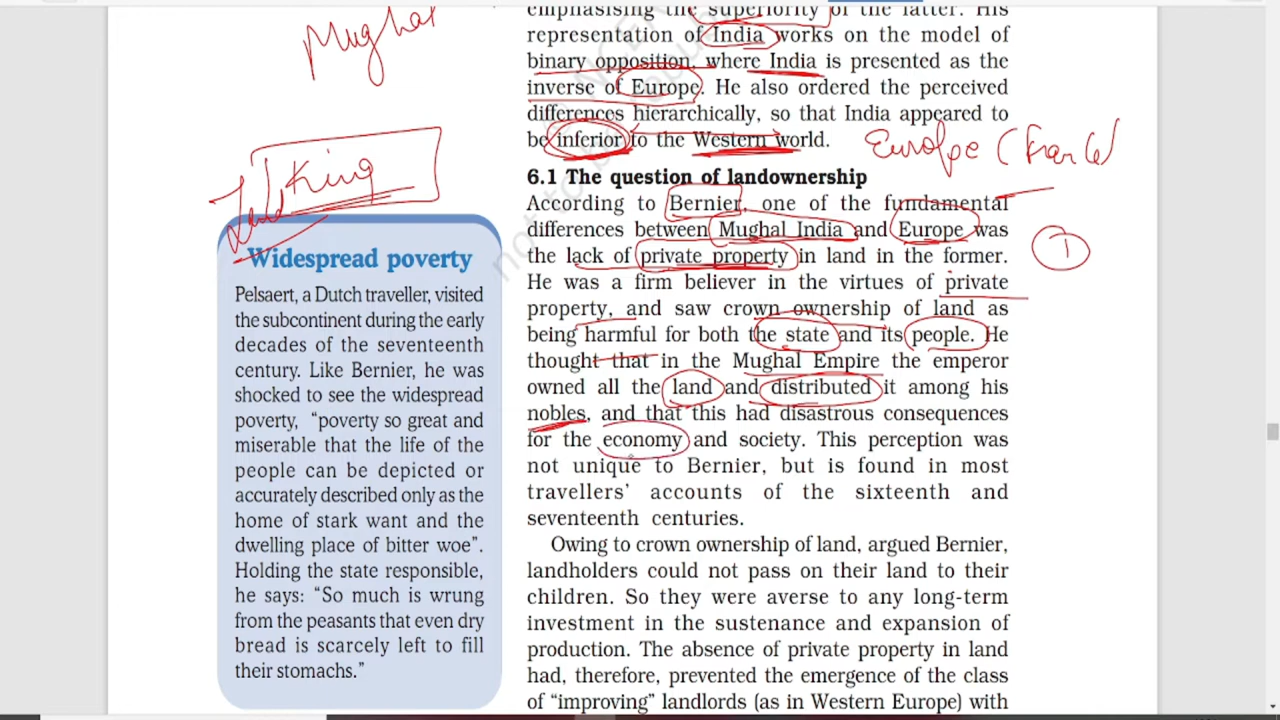 emphasising the superiority of the latter. His
representation of India works on the model of
binary opposition, where India is presented as the
inverse of Europe. He also ordered the perceived
differences hierarchically, so that India appeared to
be inferior to the Western world.
Mughal
Europe (
Land King
1
6.1 The question of landownership
According to Bernier, one of the fundamental
differences between Mughal India and Europe was
the lack of private property in land in the former.
He was a firm believer in the virtues of private
property, and saw crown ownership of land as
being harmful for both the state and its people. He
thought that in the Mughal Empire the emperor
owned all the land and distributed it among his
nobles, and that this had disastrous consequences
for the economy and society. This perception was
not unique to Bernier, but is found in most
travellers’ accounts of the sixteenth and
seventeenth centuries.
Owing to crown ownership of land, argued Bernier,
landholders could not pass on their land to their
children. So they were averse to any long-term
investment in the sustenance and expansion of
production. The absence of private property in land
had, therefore, prevented the emergence of the class
of “improving” landlords (as in Western Europe) with
Widespread poverty
Pelsaert, a Dutch traveller, visited
the subcontinent during the early
decades of the seventeenth
century. Like Bernier, he was
shocked to see the widespread
poverty, “poverty so great and
miserable that the life of the
people can be depicted or
accurately described only as the
home of stark want and the
dwelling place of bitter woe”.
Holding the state responsible,
he says: “So much is wrung
from the peasants that even dry
bread is scarcely left to fill
their stomachs.”